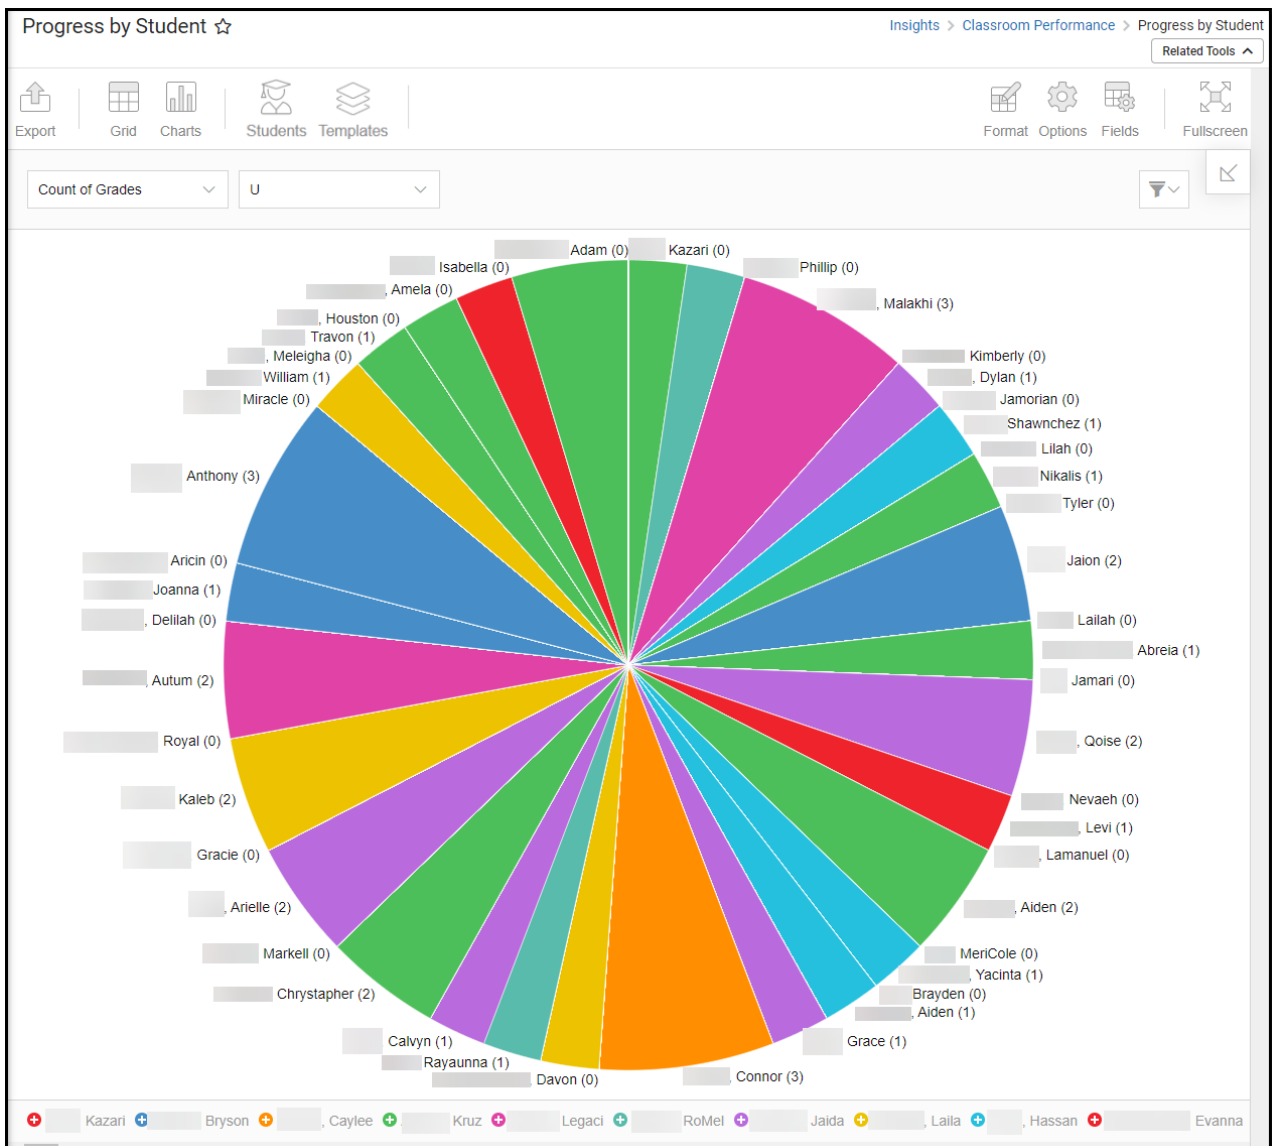 Progress by Student
Insights > Classroom Performance > Progress by Student
Related Tools
Export Grid Charts Students Templates Format Options Fields Fullscreen
Count of Grades U
Adam (0) Kazari (0)
Isabella (0) Phillip (0)
, Amela (0) , Malakhi (3)
, Houston (0)
Travon (1)
, Meleigha (0) Kimberly (0)
William (1) , Dylan (1)
Miracle (0) Jamorian (0)
Shawnchez (1)
Lilah (0)
Anthony (3) Nikalis (1)
Tyler (0)
Aricin (0) Jaion (2)
Joanna (1)
, Delilah (0) Lailah (0)
Abreia (1)
, Autum (2) Jamari (0)
Royal (0) , Qoise (2)
Kaleb (2) Nevaeh (0)
, Levi (1)
Gracie (0) , Lamanuel (0)
, Arielle (2) , Aiden (2)
Markell (0) MeriCole (0)
, Yacinta (1)
Chrystapher (2) Brayden (0)
, Aiden (1)
Calvyn (1) Grace (1)
Rayaunna (1)
, Davon (0) , Connor (3)
Kazari Bryson , Caylee Kruz Legaci RoMel Jaida , Laila , Hassan Evanna